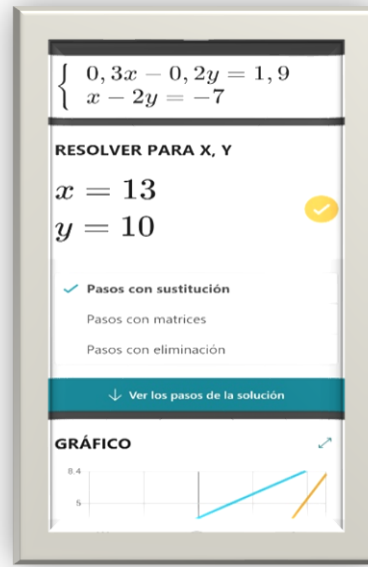 0,3x − 0,2y = 1,9
x − 2y = −7
RESOLVER PARA X, Y
x = 13
y = 10
Pasos con sustitución
Pasos con matrices
Pasos con eliminación
Ver los pasos de la solución
GRÁFICO
8.4
5